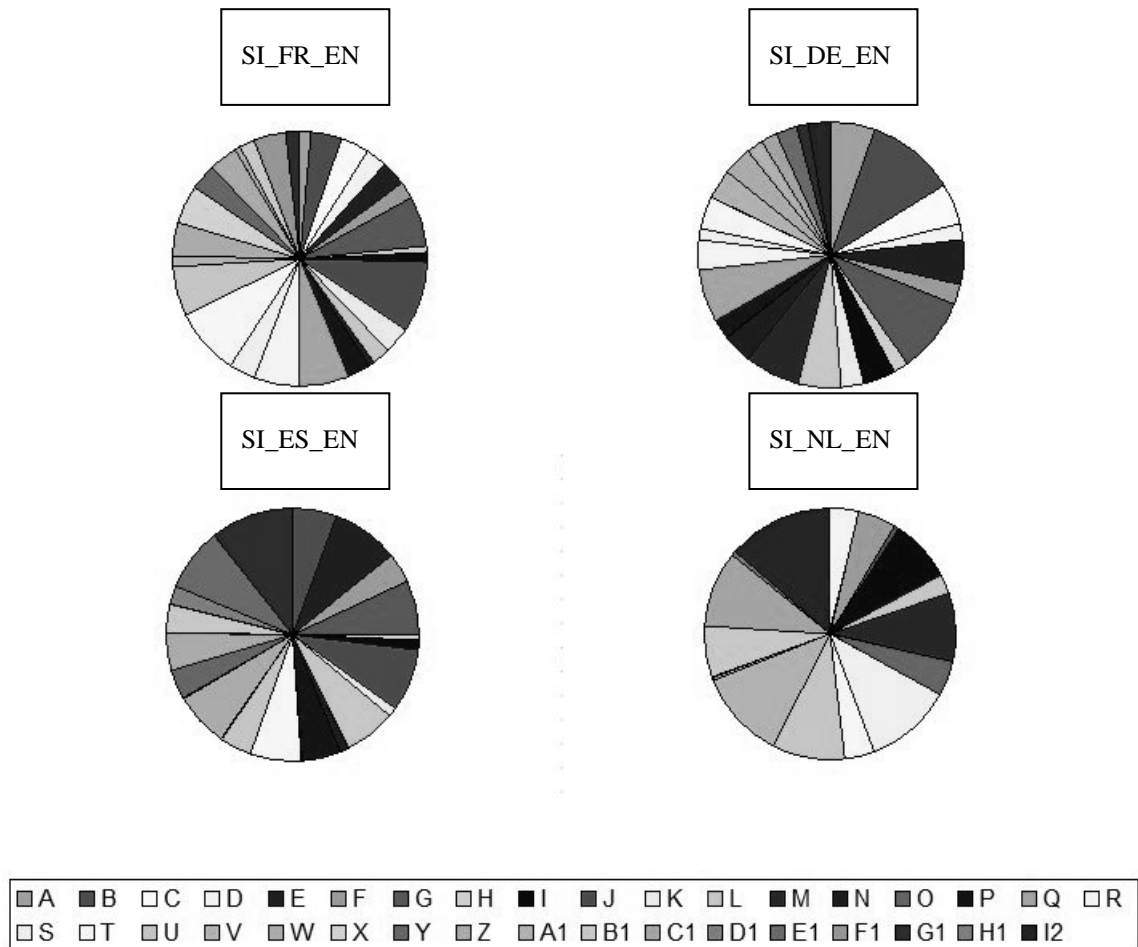 SI_FR_EN
SI_DE_EN
SI_ES_EN
SI_NL_EN
A B C D E F G H I J K L M N O P Q R
S T U V W X Y Z A1 B1 C1 D1 E1 F1 G1 H1 I2